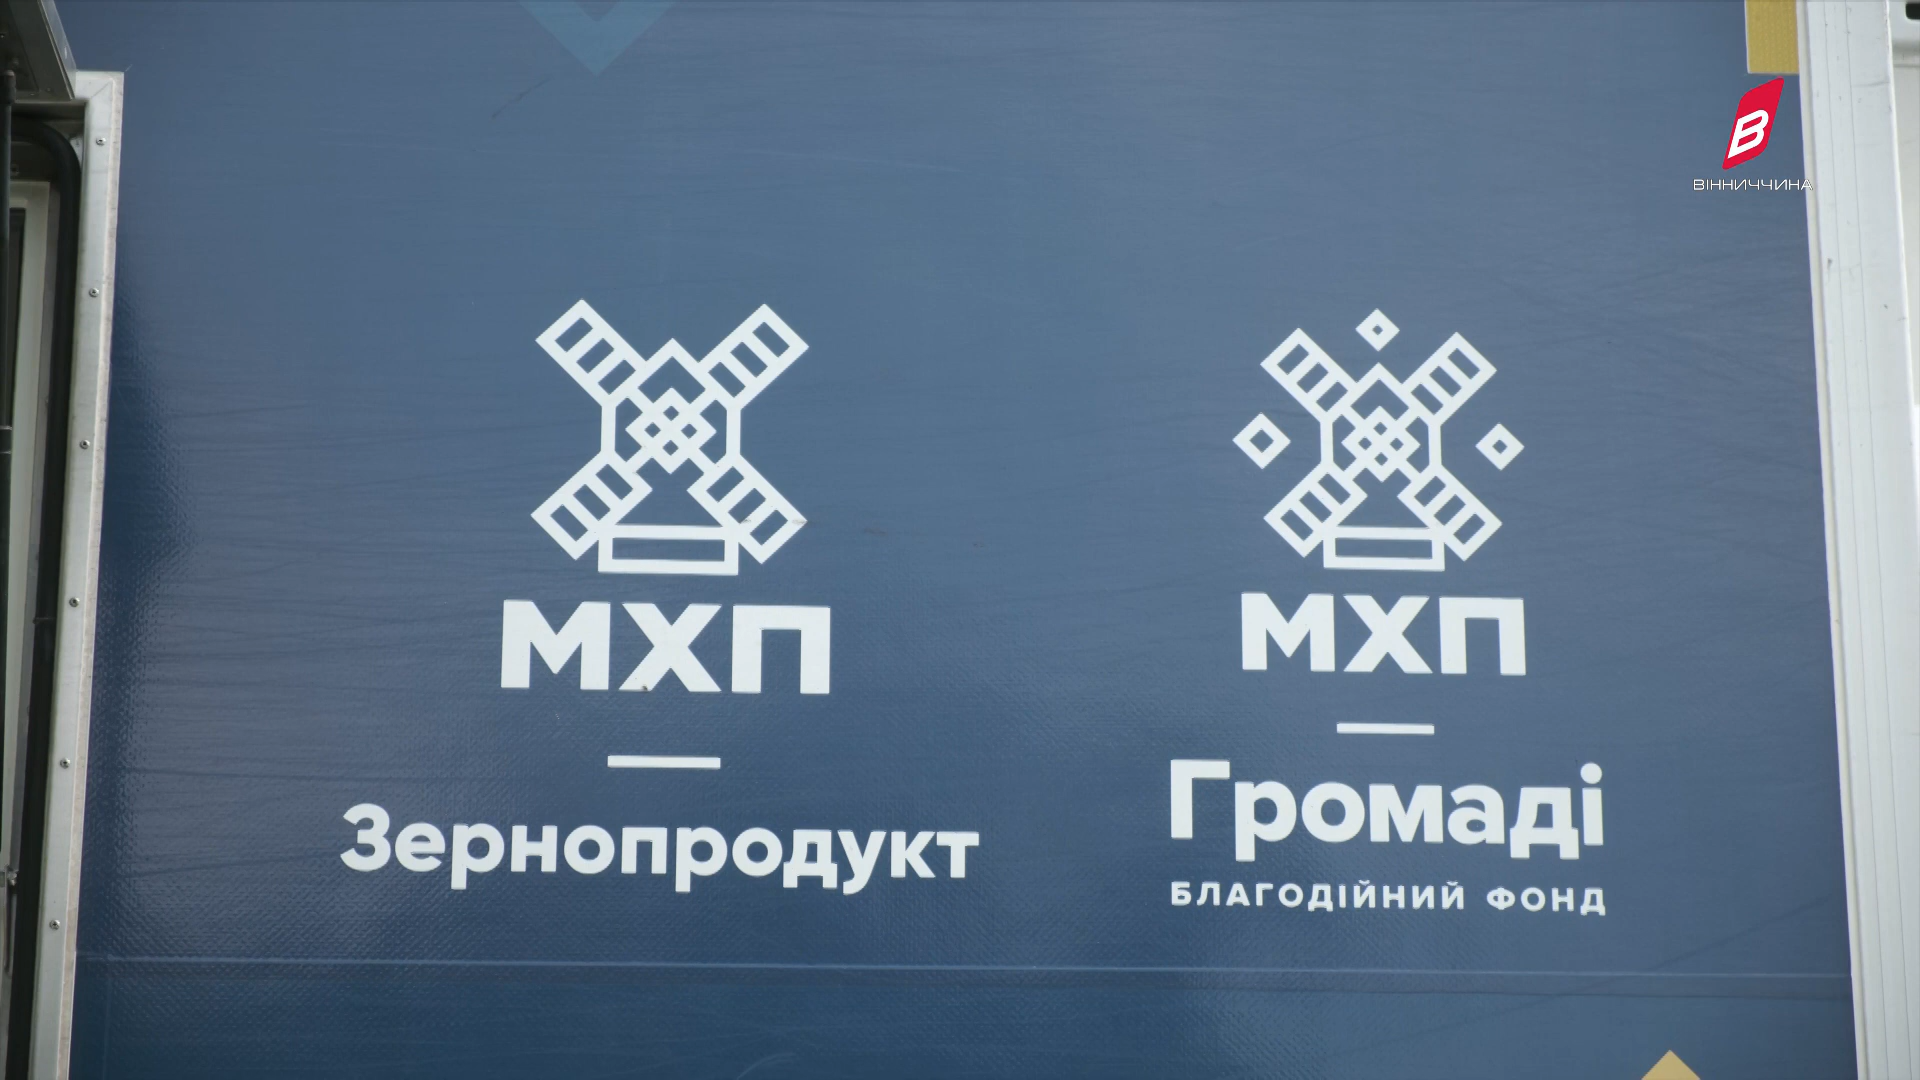 В
ВІННИЧЧИНА
МХП
Зернопродукт
МХП
Громаді
БЛАГОДІЙНИЙ ФОНД